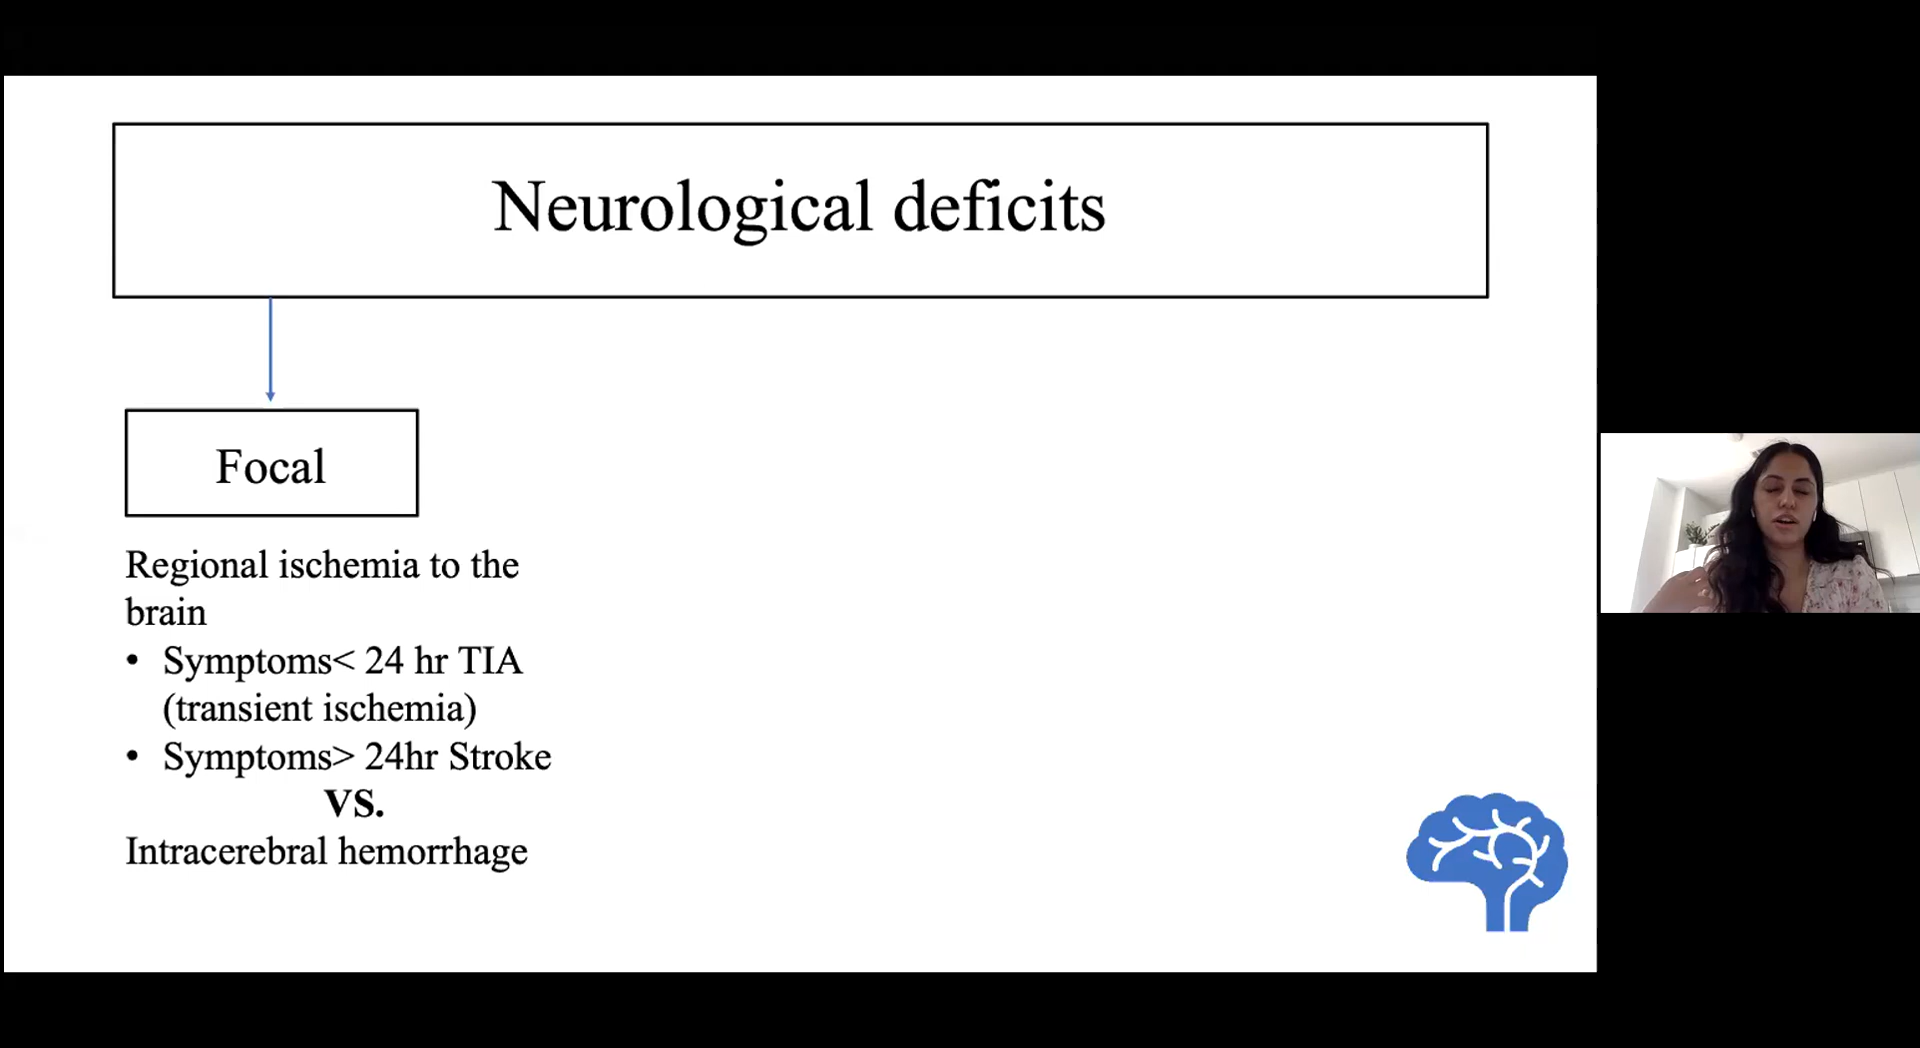 Neurological deficits
Focal
Regional ischemia to the
brain
• Symptoms< 24 hr TIA
(transient ischemia)
• Symptoms> 24hr Stroke
VS.
Intracerebral hemorrhage